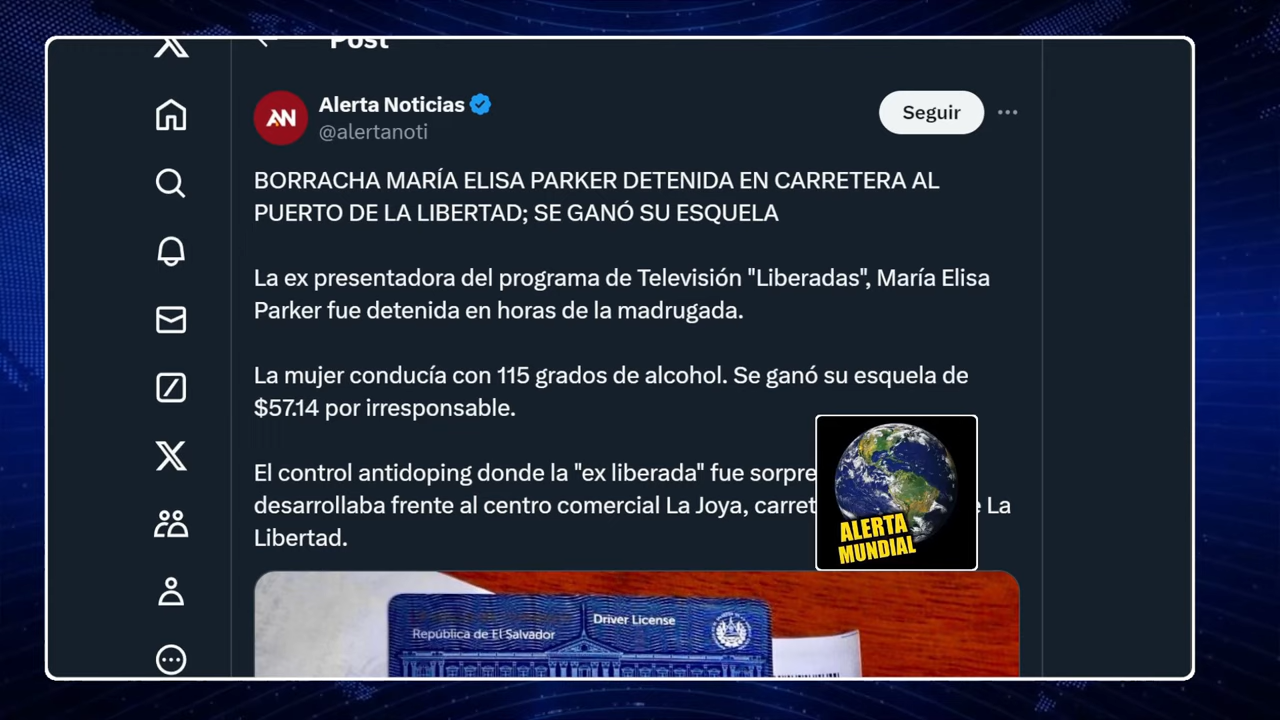 Post
AN
Alerta Noticias
@alertanoti
Seguir
BORRACHA MARÍA ELISA PARKER DETENIDA EN CARRETERA AL
PUERTO DE LA LIBERTAD; SE GANÓ SU ESQUELA
La ex presentadora del programa de Televisión "Liberadas", María Elisa
Parker fue detenida en horas de la madrugada.
La mujer conducía con 115 grados de alcohol. Se ganó su esquela de
$57.14 por irresponsable.
El control antidoping donde la "ex liberada" fue
desarrollaba frente al centro comercial La Joya, La
Libertad.
ALERTA
MUNDIAL
Driver License
República de El Salvador